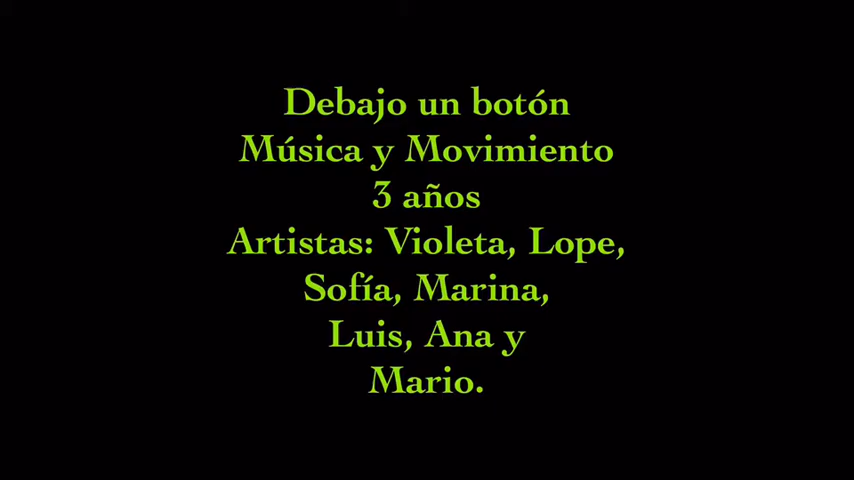 Debajo un botón
Música y Movimiento
3 años
Artistas: Violeta, Lope,
Sofía, Marina,
Luis, Ana y
Mario.